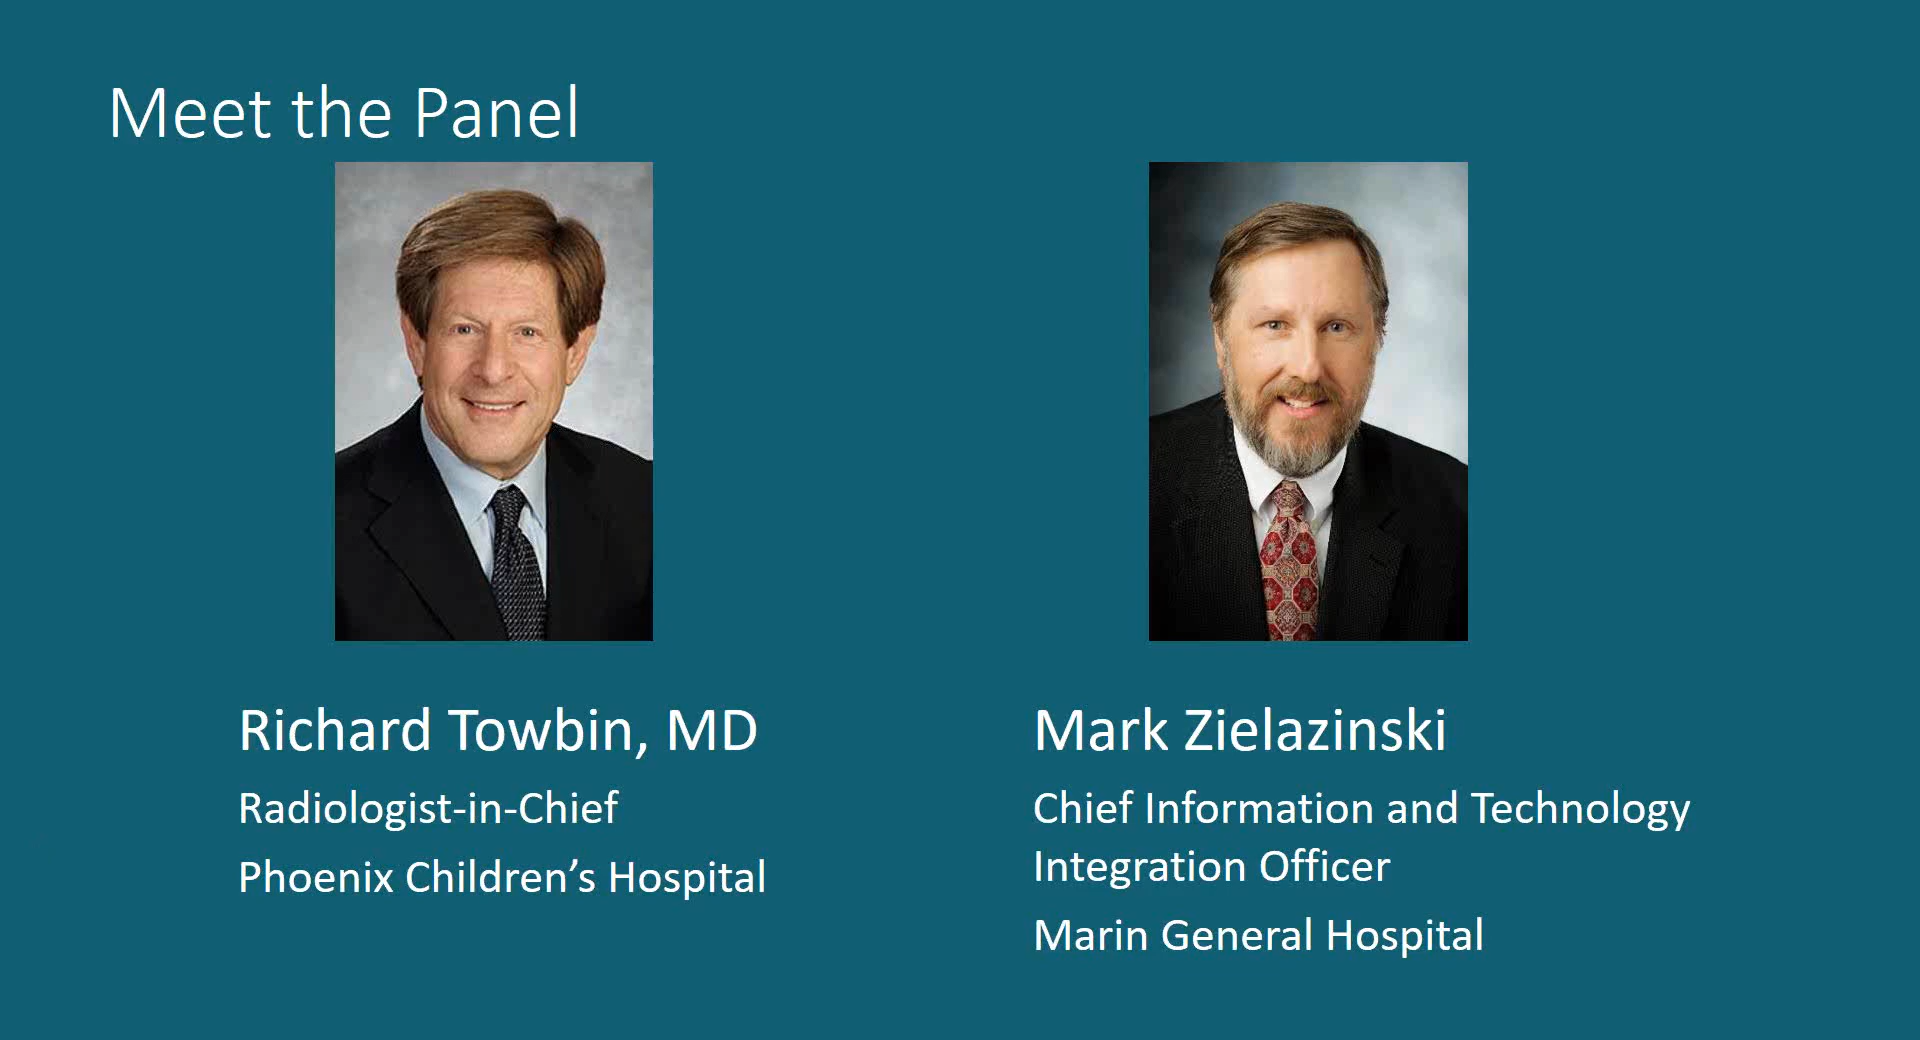 Meet the Panel
Richard Towbin, MD
Radiologist-in-Chief
Phoenix Children’s Hospital
Mark Zielazinski
Chief Information and Technology
Integration Officer
Marin General Hospital